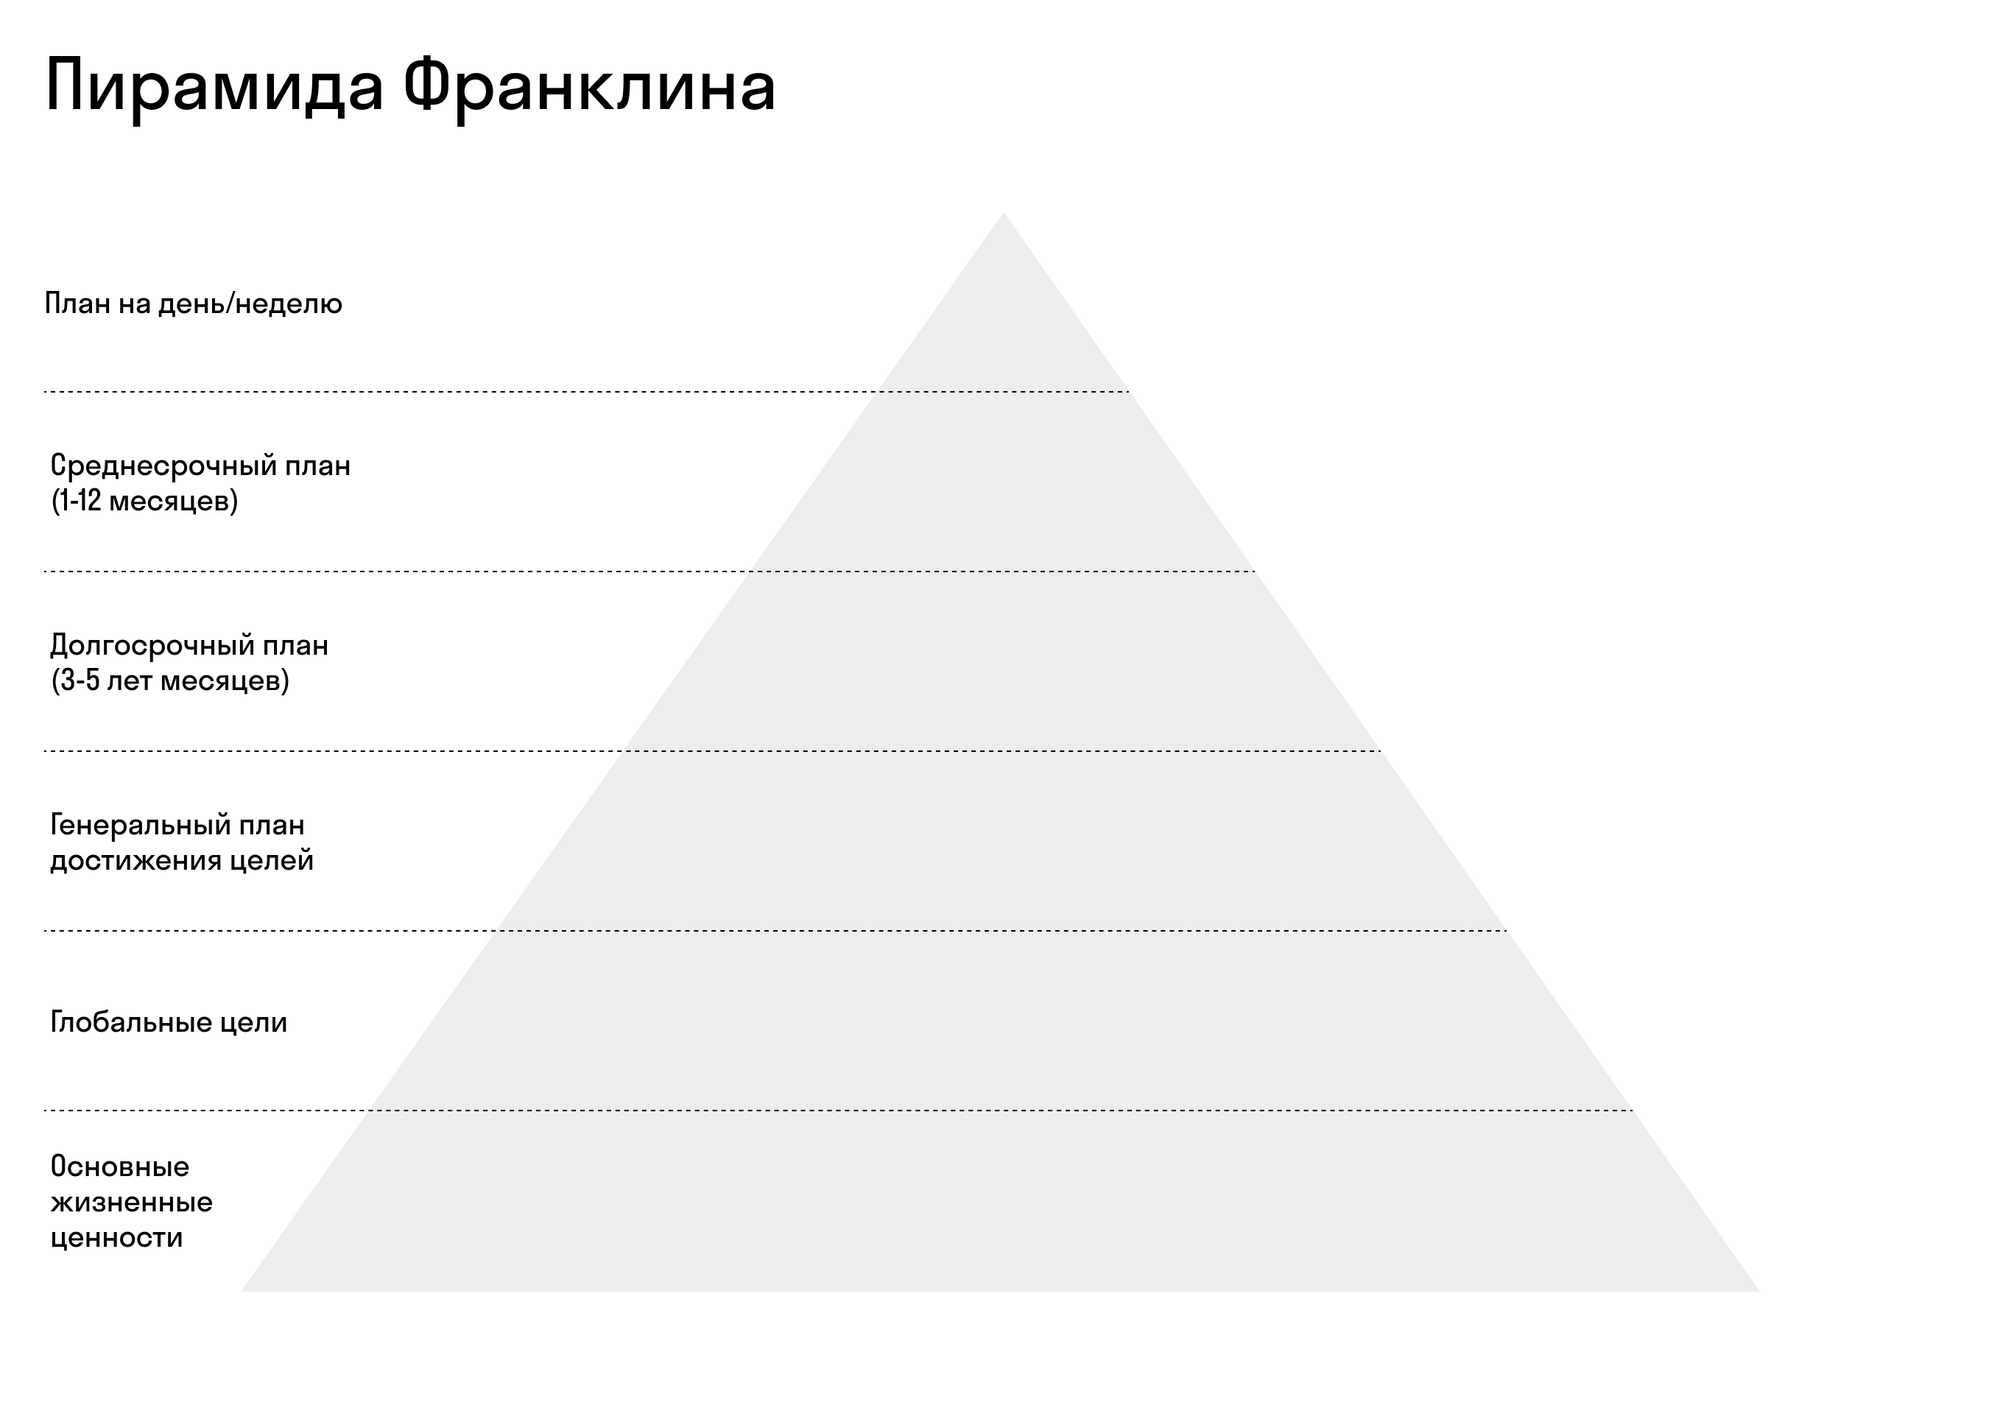 Пирамида Франклина
План на день/неделю
Среднесрочный план
(1-12 месяцев)
Долгосрочный план
(3-5 лет месяцев)
Генеральный план
достижения целей
Глобальные цели
Основные
жизненные
ценности